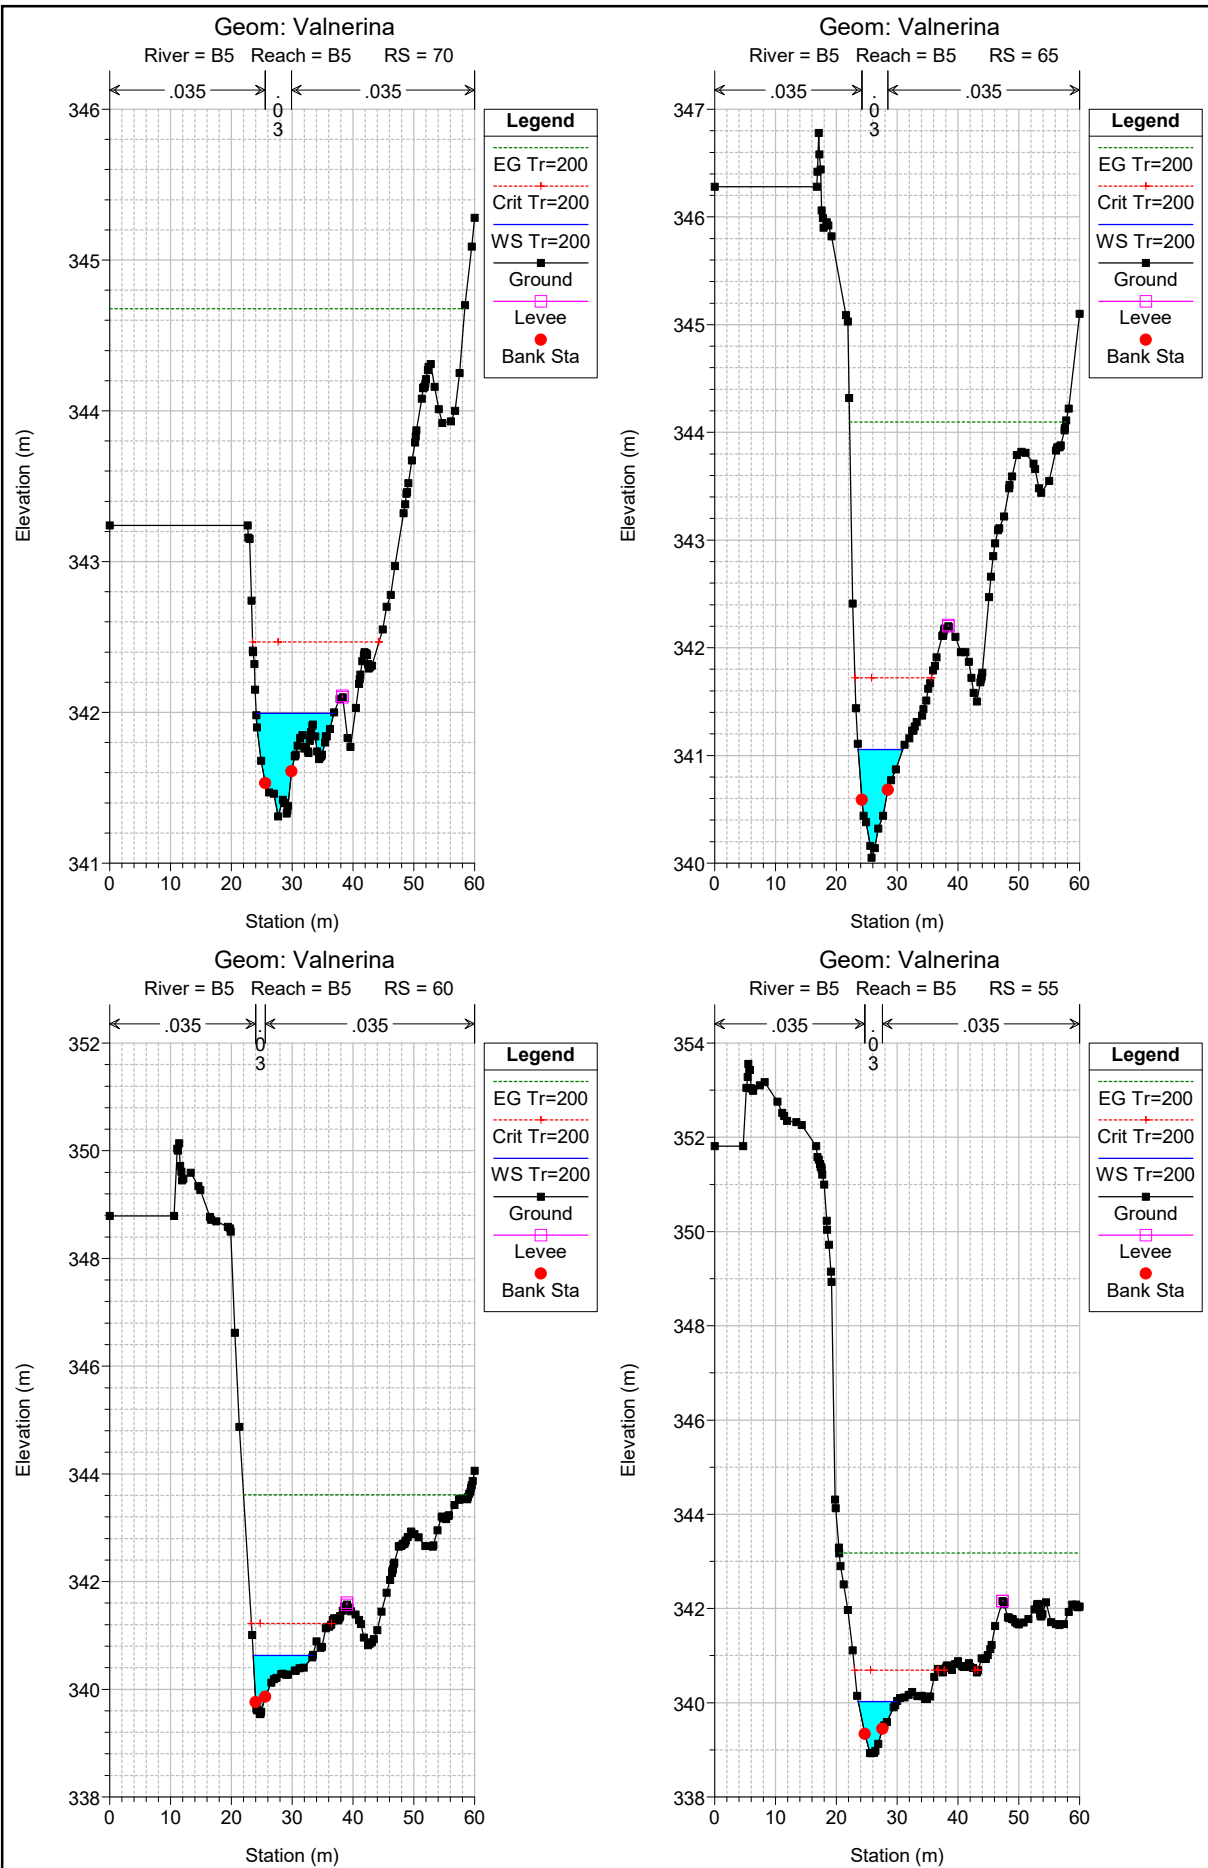 Geom: Valnerina
River = B5 Reach = B5 RS = 70
.035 .03 .035
346
345
344
343
342
341
Elevation (m)
0 10 20 30 40 50 60
Station (m)
Legend
EG Tr=200
Crit Tr=200
WS Tr=200
Ground
Levee
Bank Sta
Geom: Valnerina
River = B5 Reach = B5 RS = 65
.035 .03 .035
347
346
345
344
343
342
341
340
Elevation (m)
0 10 20 30 40 50 60
Station (m)
Legend
EG Tr=200
Crit Tr=200
WS Tr=200
Ground
Levee
Bank Sta
Geom: Valnerina
River = B5 Reach = B5 RS = 60
.035 .03 .035
352
350
348
346
344
342
340
338
Elevation (m)
0 10 20 30 40 50 60
Station (m)
Legend
EG Tr=200
Crit Tr=200
WS Tr=200
Ground
Levee
Bank Sta
Geom: Valnerina
River = B5 Reach = B5 RS = 55
.035 .03 .035
354
352
350
348
346
344
342
340
338
Elevation (m)
0 10 20 30 40 50 60
Station (m)
Legend
EG Tr=200
Crit Tr=200
WS Tr=200
Ground
Levee
Bank Sta